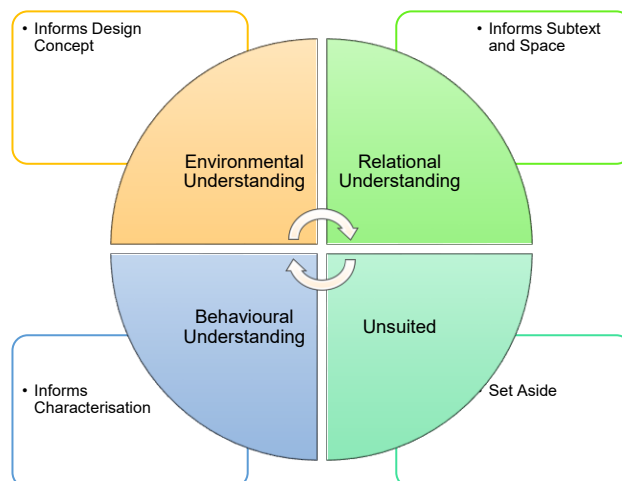 • Informs Design
Concept
• Informs Subtext
and Space
Environmental
Understanding
Relational
Understanding
Behavioural
Understanding
Unsuited
• Informs
Characterisation
• Set Aside